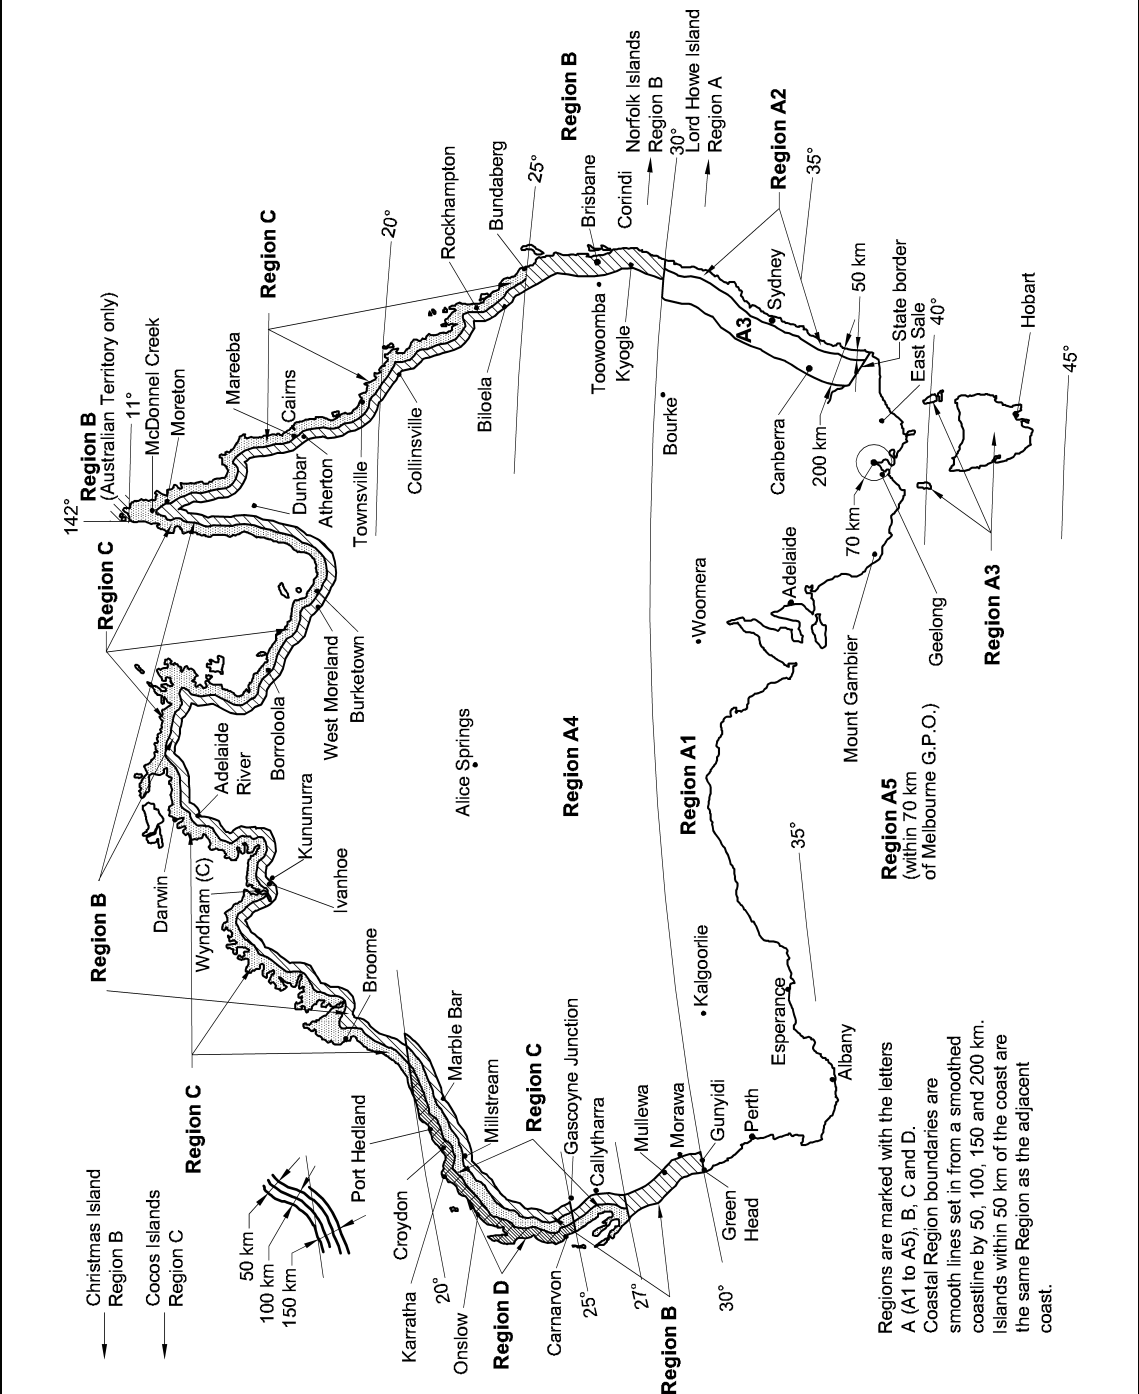 Region B
(Australian Territory only)
142°
11°
McDonnel Creek
Moreton
Region C
Mareeba
Cairns
Dunbar
Atherton
Townsville
Collinsville
Region C
20°
Rockhampton
Bundaberg
Biloela
25°
Region B
Brisbane
Corindi
Toowoomba
Kyogle
Norfolk Islands
Region B
30°
Lord Howe Island
Region A
Region A2
35°
Bourke
A3
Sydney
Canberra
200 km
50 km
State border
East Sale
40°
Hobart
45°
70 km
Geelong
Region A3
Mount Gambier
Adelaide
Woomera
Region B
Darwin
Wyndham (C)
Adelaide
River
Borroloola
West Moreland
Burketown
Kununurra
Ivanhoe
Alice Springs
Region A4
Region A1
Region A5
(within 70 km
of Melbourne G.P.O.)
35°
Kalgoorlie
Esperance
Albany
Broome
Marble Bar
Millstream
Region C
Gascoyne Junction
Callytharra
Mullewa
Morawa
Gunyidi
Perth
Green
Head
Region C
Port Hedland
Croydon
Karratha
20°
Onslow
Region D
Carnarvon
25°
27°
Region B
30°
50 km
100 km
150 km
Christmas Island
Region B
Cocos Islands
Region C
Regions are marked with the letters
A (A1 to A5), B, C and D.
Coastal Region boundaries are
smooth lines set in from a smoothed
coastline by 50, 100, 150 and 200 km.
Islands within 50 km of the coast are
the same Region as the adjacent
coast.